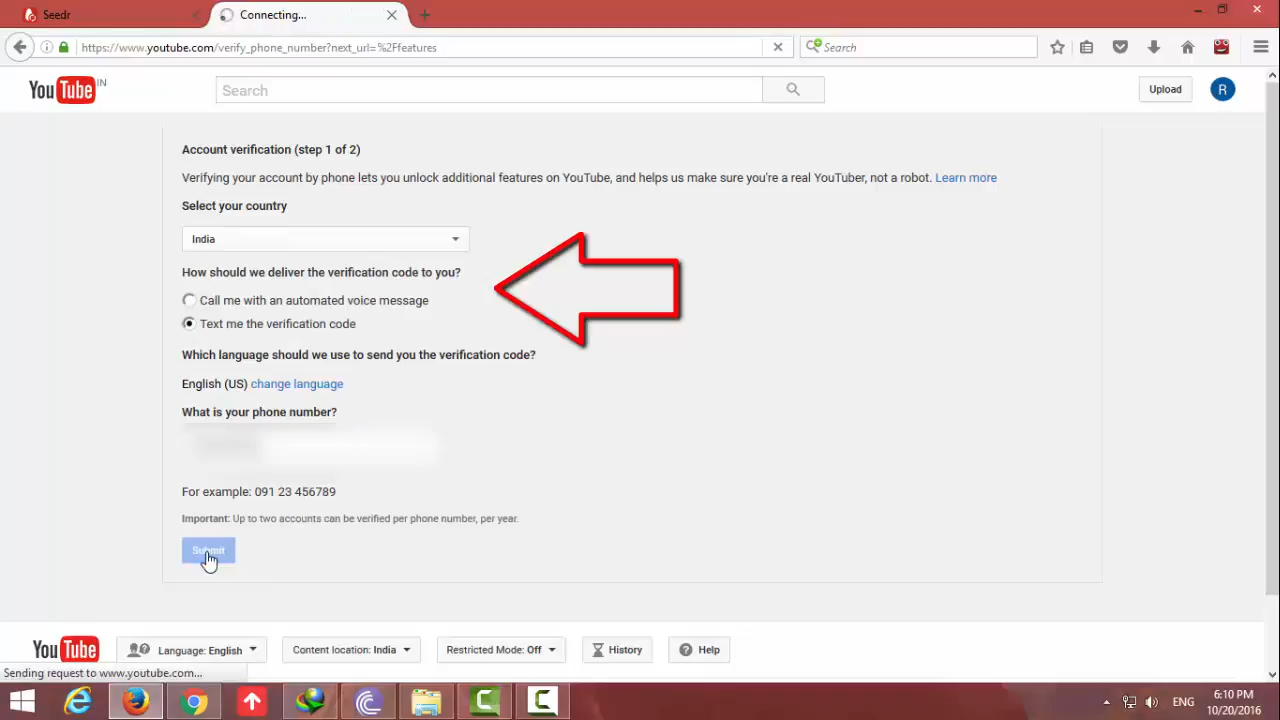 Seedr
Connecting...
https://www.youtube.com/verify_phone_number?next_url=%2Ffeatures
Search
YouTube IN
Search
Upload
R
Account verification (step 1 of 2)
Verifying your account by phone lets you unlock additional features on YouTube, and helps us make sure you're a real YouTuber, not a robot. Learn more
Select your country
India
How should we deliver the verification code to you?
Call me with an automated voice message
Text me the verification code
Which language should we use to send you the verification code?
English (US) change language
What is your phone number?
For example: 091 23 456789
Important: Up to two accounts can be verified per phone number, per year.
Submit
YouTube
Language: English
Content location: India
Restricted Mode: Off
History
Help
Sending request to www.youtube.com...
ENG
6:10 PM
10/20/2016